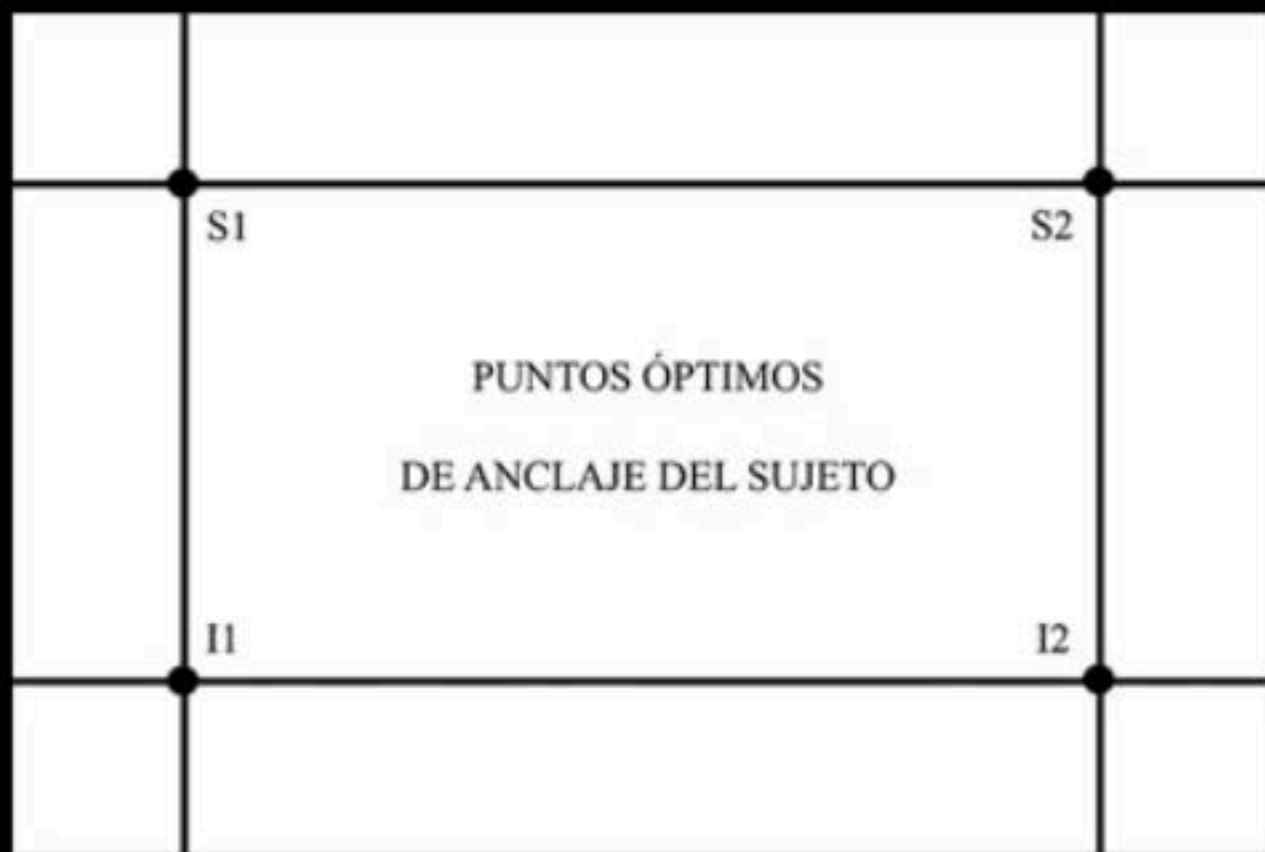 S1 S2
PUNTOS ÓPTIMOS
DE ANCLAJE DEL SUJETO
I1 I2